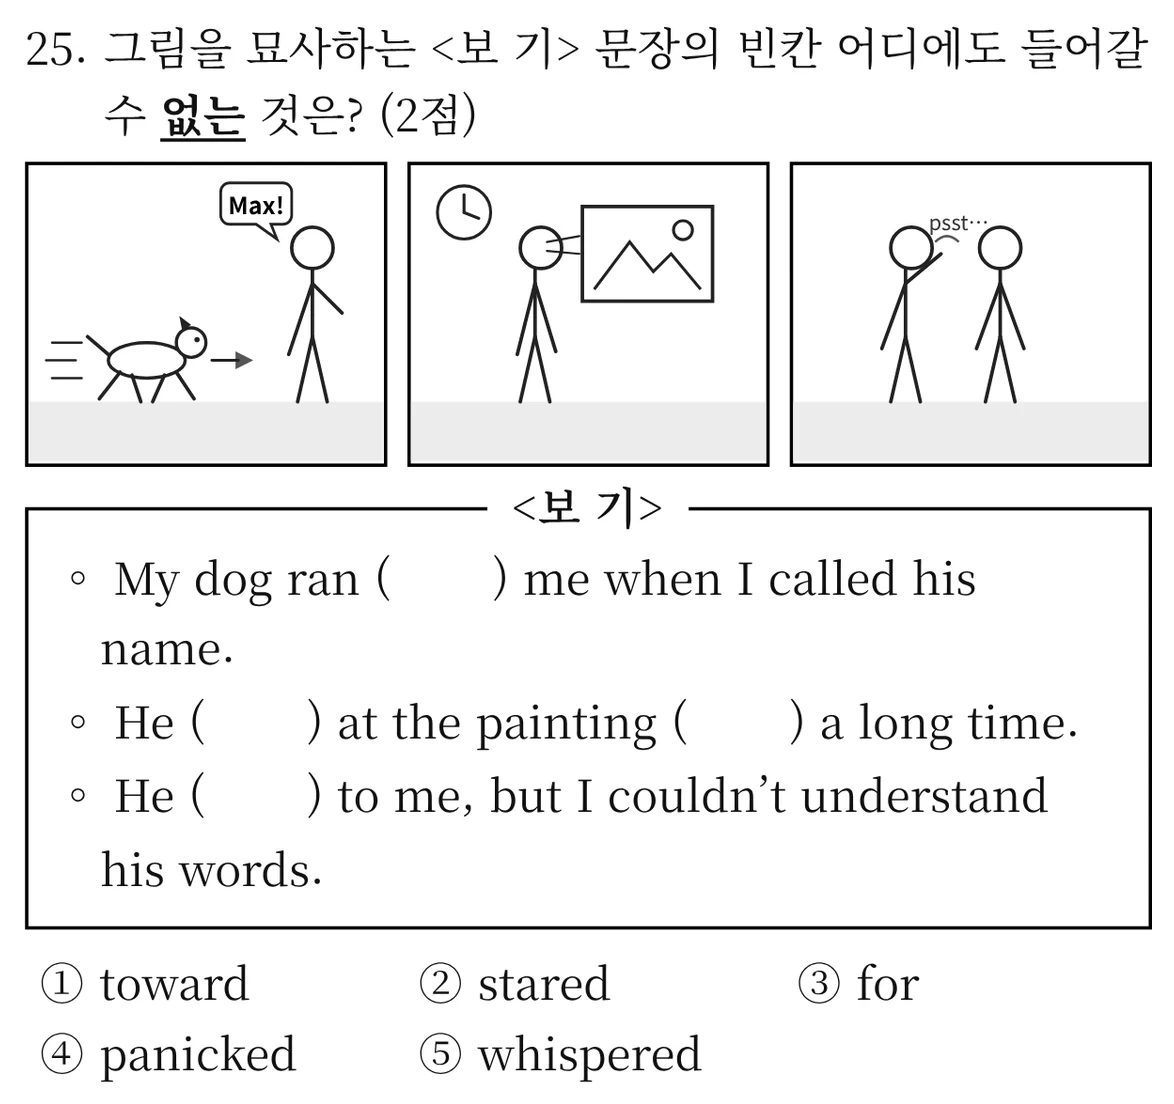 25. 그림을 묘사하는 <보 기> 문장의 빈칸 어디에도 들어갈
수 없는 것은? (2점)
Max!
psst…
<보 기>
◦ My dog ran (      ) me when I called his
name.
◦ He (      ) at the painting (      ) a long time.
◦ He (      ) to me, but I couldn’t understand
his words.
① toward ② stared ③ for
④ panicked ⑤ whispered